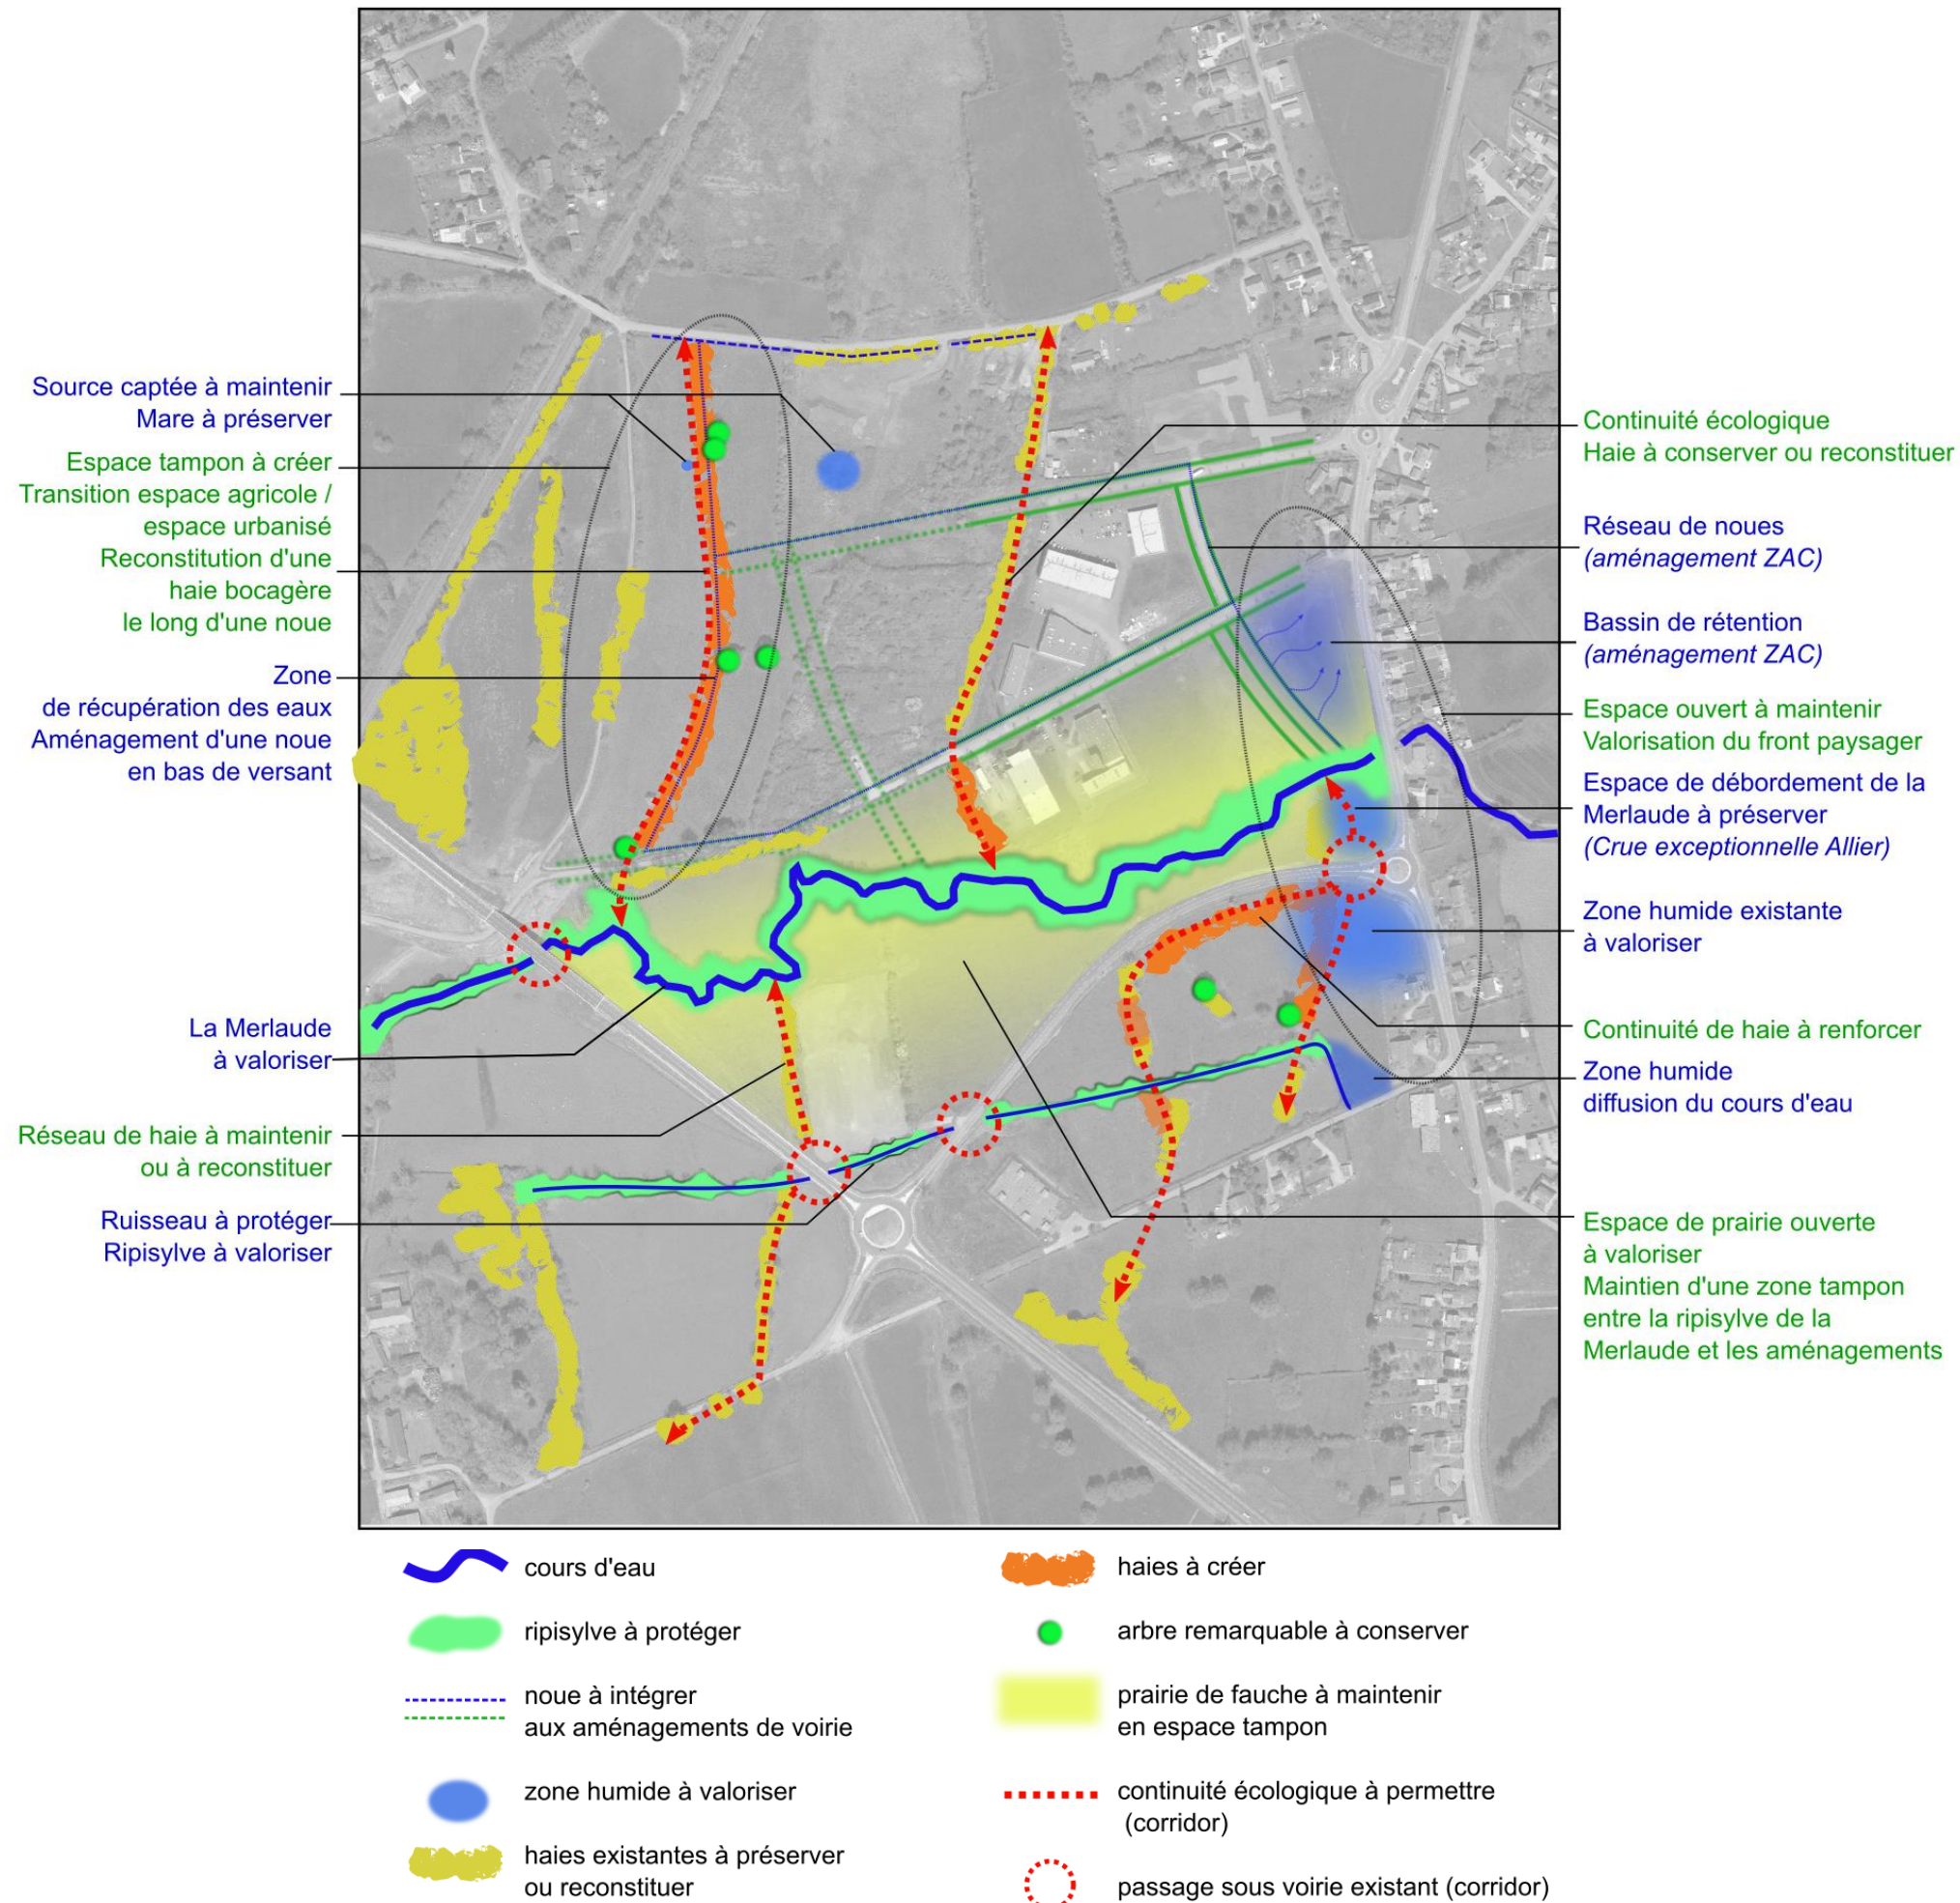 Source captée à maintenir
Mare à préserver
Espace tampon à créer
Transition espace agricole /
espace urbanisé
Reconstitution d'une
haie bocagère
le long d'une noue
Zone
de récupération des eaux
Aménagement d'une noue
en bas de versant
La Merlaude
à valoriser
Réseau de haie à maintenir
ou à reconstituer
Ruisseau à protéger
Ripisylve à valoriser
Continuité écologique
Haie à conserver ou reconstituer
Réseau de noues
(aménagement ZAC)
Bassin de rétention
(aménagement ZAC)
Espace ouvert à maintenir
Valorisation du front paysager
Espace de débordement de la
Merlaude à préserver
(Crue exceptionnelle Allier)
Zone humide existante
à valoriser
Continuité de haie à renforcer
Zone humide
diffusion du cours d'eau
Espace de prairie ouverte
à valoriser
Maintien d'une zone tampon
entre la ripisylve de la
Merlaude et les aménagements
cours d'eau
ripisylve à protéger
noue à intégrer
aux aménagements de voirie
zone humide à valoriser
haies existantes à préserver
ou reconstituer
haies à créer
arbre remarquable à conserver
prairie de fauche à maintenir
en espace tampon
continuité écologique à permettre
(corridor)
passage sous voirie existant (corridor)